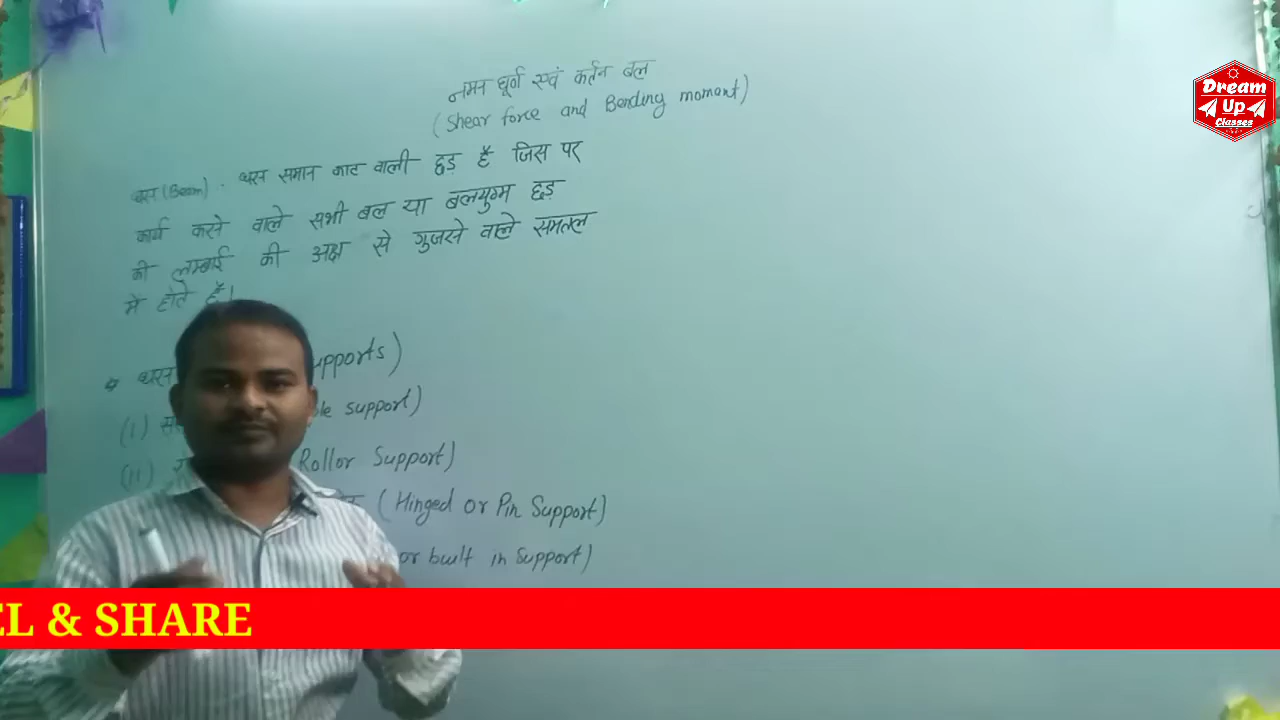 नमन घूर्ण एवं कर्तन बल
(Shear force and Bending moment)
धरन (Beam) - धरन समान काट वाली छड़ है जिस पर
कार्य करने वाले सभी बल या बलयुग्म छड़
की लम्बाई की अक्ष से गुजरने वाले समतल
में होते हैं।
धरन upports)
(I) ple support)
(II) Rollor Support)
(Hinged or Pin Support)
or built in Support)
EL & SHARE
Dream
Up
Classes